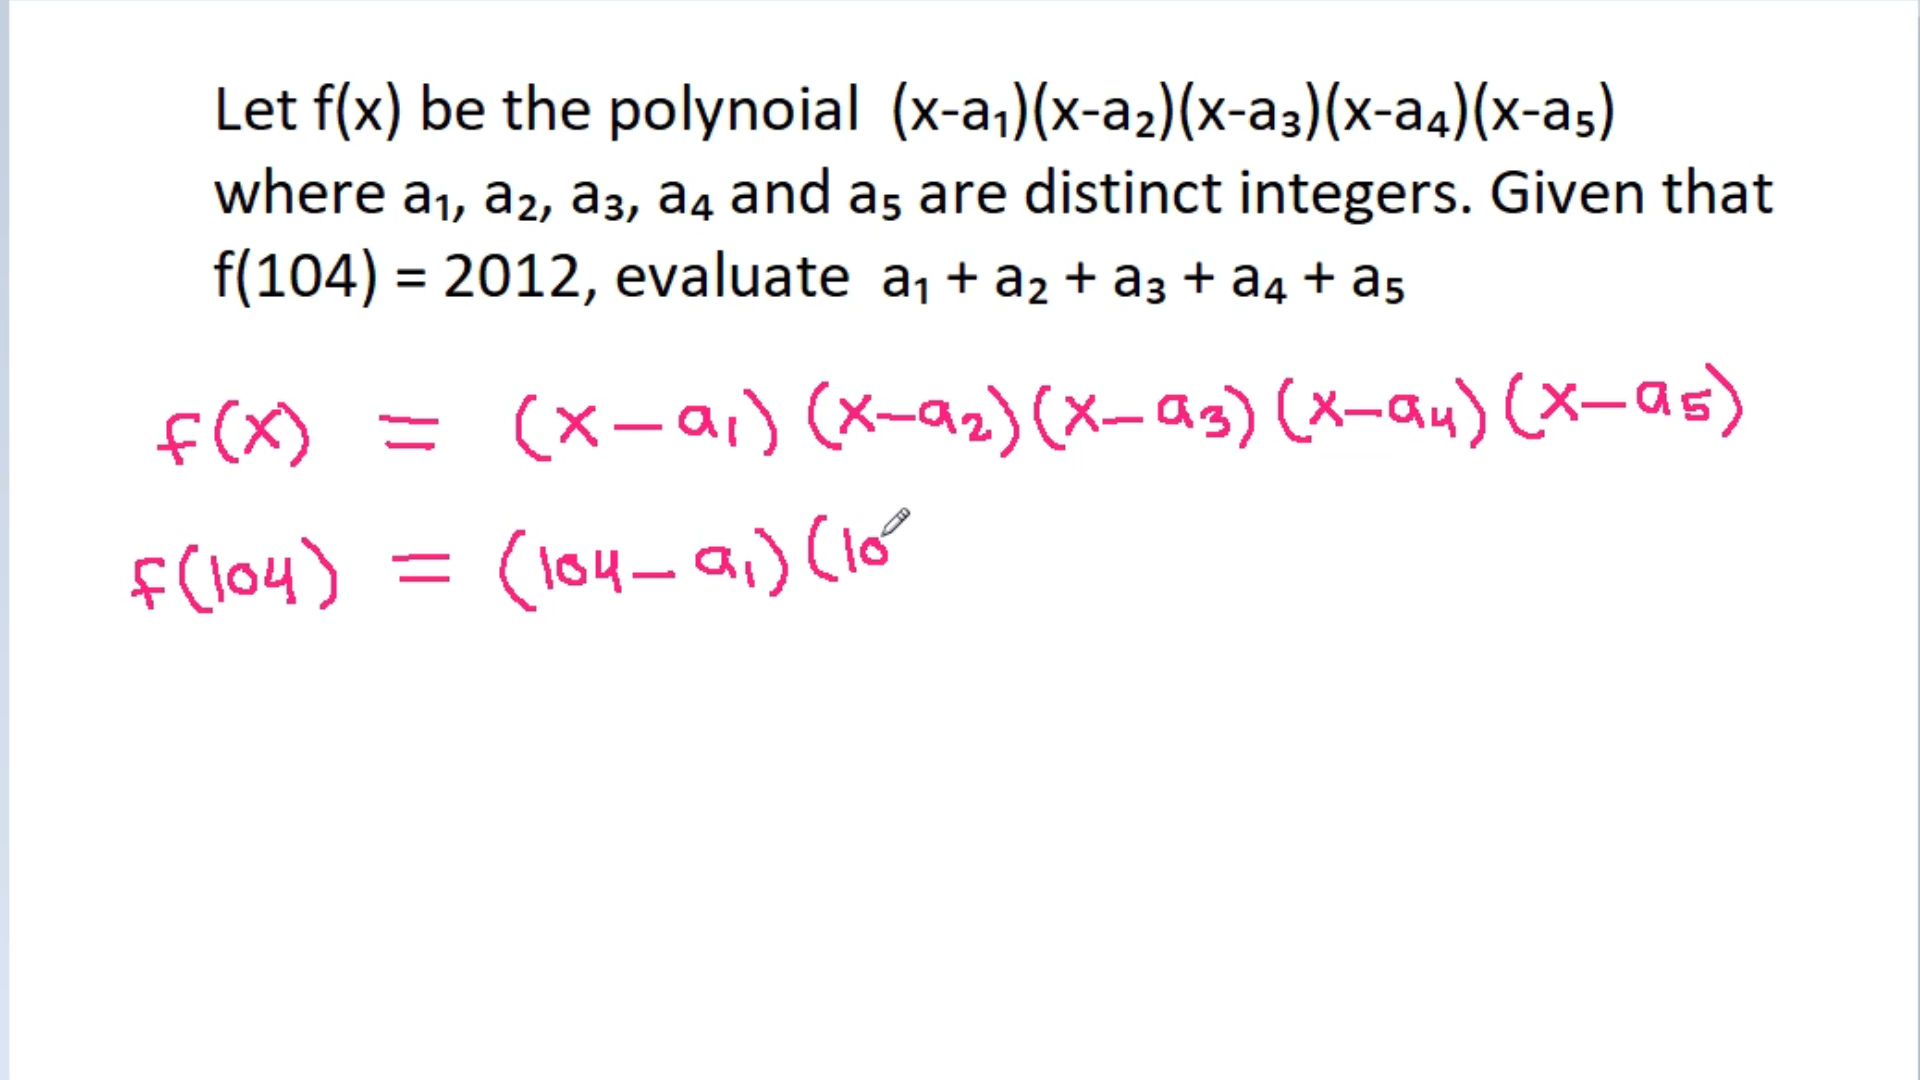 Let f(x) be the polynoial (x-a₁)(x-a₂)(x-a₃)(x-a₄)(x-a₅)
where a₁, a₂, a₃, a₄ and a₅ are distinct integers. Given that
f(104) = 2012, evaluate a₁ + a₂ + a₃ + a₄ + a₅
f(x) = (x-a₁) (x-a₂) (x-a₃) (x-a₄) (x-a₅)
f(104) = (104-a₁) (10